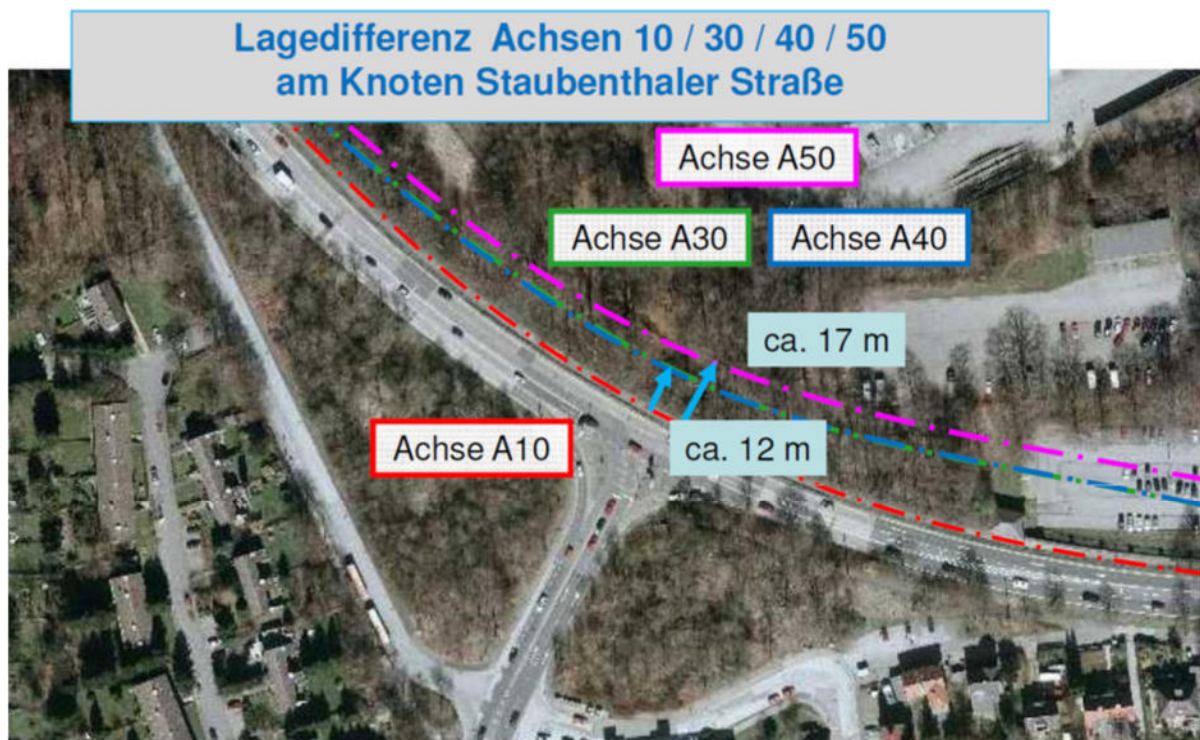 Lagedifferenz Achsen 10 / 30 / 40 / 50
am Knoten Staubenthaler Straße
Achse A50
Achse A30
Achse A40
ca. 17 m
Achse A10
ca. 12 m